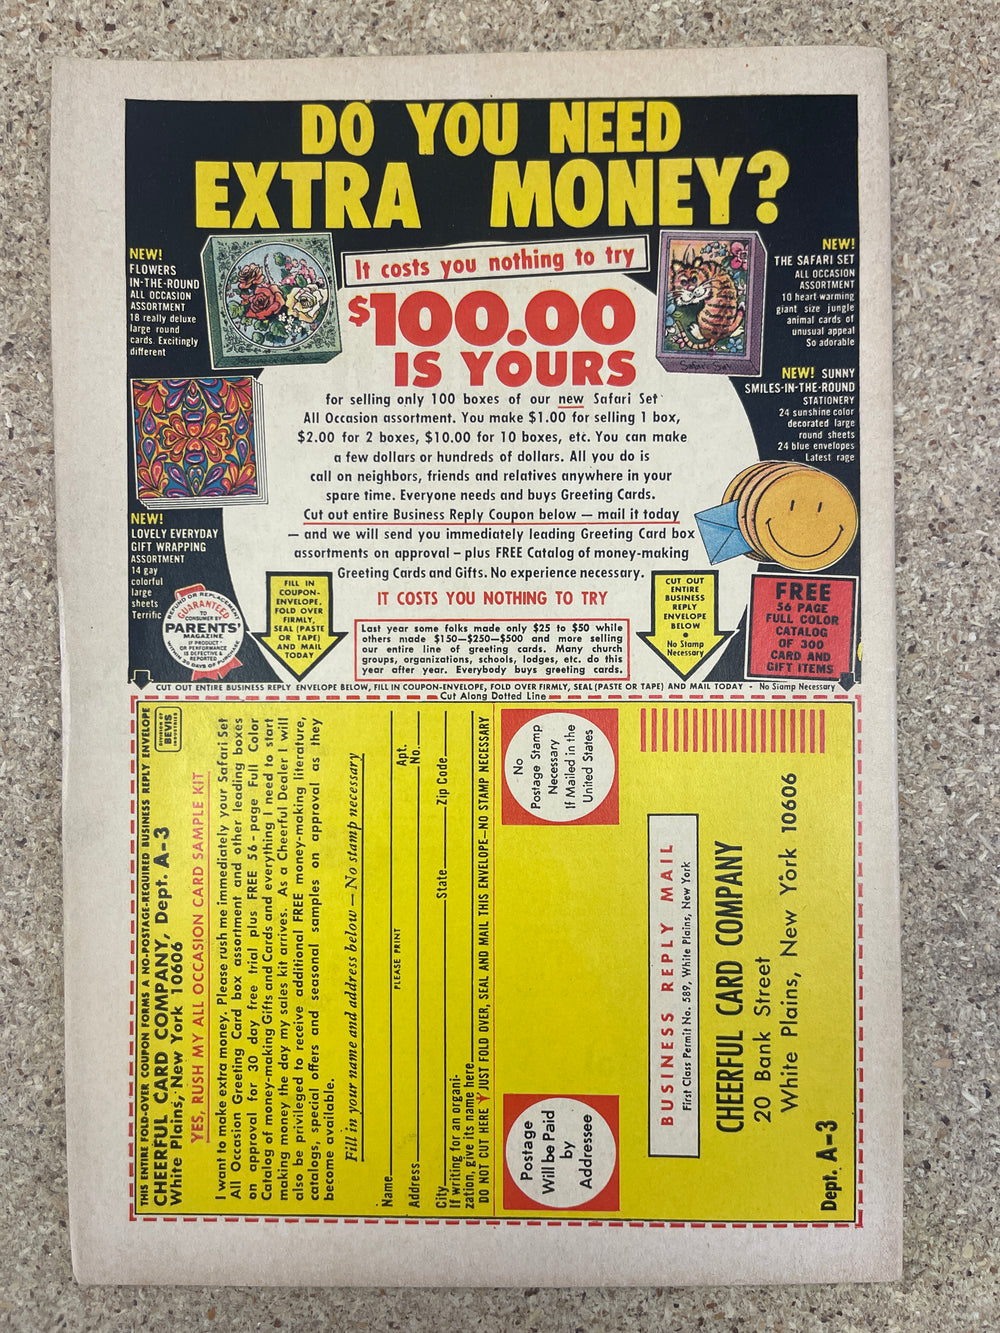 DO YOU NEED
EXTRA MONEY?
It costs you nothing to try
NEW!
FLOWERS
IN-THE-ROUND
ALL OCCASION
ASSORTMENT
18 really deluxe
large round
cards. Excitingly
different
NEW!
THE SAFARI SET
ALL OCCASION
ASSORTMENT
10 heart-warming
giant size jungle
animal cards of
unusual appeal
So adorable
Safari Set
$100.00
IS YOURS
for selling only 100 boxes of our new Safari Set
All Occasion assortment. You make $1.00 for selling 1 box,
$2.00 for 2 boxes, $10.00 for 10 boxes, etc. You can make
a few dollars or hundreds of dollars. All you do is
call on neighbors, friends and relatives anywhere in your
spare time. Everyone needs and buys Greeting Cards.
Cut out entire Business Reply Coupon below — mail it today
— and we will send you immediately leading Greeting Card box
assortments on approval – plus FREE Catalog of money-making
Greeting Cards and Gifts. No experience necessary.
IT COSTS YOU NOTHING TO TRY
NEW! SUNNY
SMILES-IN-THE-ROUND
STATIONERY
24 sunshine color
decorated large
round sheets
24 blue envelopes
Latest rage
NEW!
LOVELY EVERYDAY
GIFT WRAPPING
ASSORTMENT
14 gay
colorful
large
sheets
Terrific
REFUND OR REPLACEMENT
GUARANTEED
TO CONSUMER BY
PARENTS'
MAGAZINE
IF PRODUCT
OR PERFORMANCE
IS DEFECTIVE &
REPORTED
WITHIN 30 DAYS OF PURCHASE
FILL IN
COUPON-
ENVELOPE,
FOLD OVER
FIRMLY,
SEAL (PASTE
OR TAPE)
AND MAIL
TODAY
Last year some folks made only $25 to $50 while
others made $150—$250—$500 and more selling
our entire line of greeting cards. Many church
groups, organizations, schools, lodges, etc. do this
year after year. Everybody buys greeting cards.
CUT OUT
ENTIRE
BUSINESS
REPLY
ENVELOPE
BELOW
•
No Stamp
Necessary
FREE
56 PAGE
FULL COLOR
CATALOG
OF 300
CARD AND
GIFT ITEMS
CUT OUT ENTIRE BUSINESS REPLY ENVELOPE BELOW, FILL IN COUPON-ENVELOPE, FOLD OVER FIRMLY, SEAL (PASTE OR TAPE) AND MAIL TODAY - No Stamp Necessary
Cut Along Dotted Line
THIS ENTIRE FOLD-OVER COUPON FORMS A NO-POSTAGE-REQUIRED BUSINESS REPLY ENVELOPE
CHEERFUL CARD COMPANY, Dept. A-3
White Plains, New York 10606
DIVISION OF
BEVIS
INDUSTRIES
YES, RUSH MY ALL OCCASION CARD SAMPLE KIT
I want to make extra money. Please rush me immediately your Safari Set
All Occasion Greeting Card box assortment and other leading boxes
on approval for 30 day free trial plus FREE 56-page Full Color
Catalog of money-making Gifts and Cards and everything I need to start
making money the day my sales kit arrives. As a Cheerful Dealer I will
also be privileged to receive additional FREE money-making literature,
catalogs, special offers and seasonal samples on approval as they
become available.
Fill in your name and address below — No stamp necessary
Name
PLEASE PRINT
Address Apt. No.
City State Zip Code
If writing for an organi-
zation, give its name here
DO NOT CUT HERE JUST FOLD OVER, SEAL AND MAIL THIS ENVELOPE—NO STAMP NECESSARY
Postage
Will be Paid
by
Addressee
No
Postage Stamp
Necessary
If Mailed in the
United States
BUSINESS REPLY MAIL
First Class Permit No. 589, White Plains, New York
CHEERFUL CARD COMPANY
20 Bank Street
White Plains, New York 10606
Dept. A-3